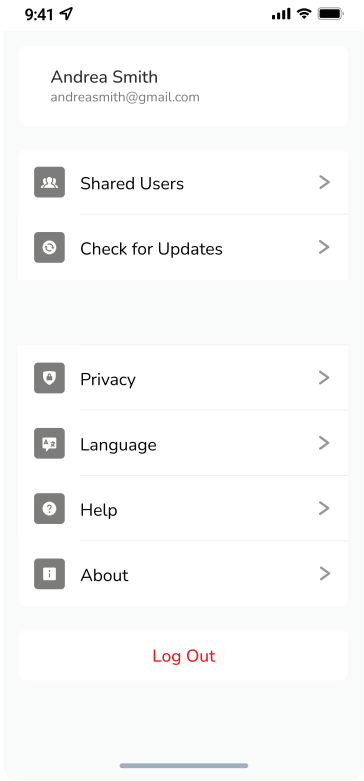 9:41
Andrea Smith
andreasmith@gmail.com
Shared Users
Check for Updates
Privacy
Language
Help
About
Log Out